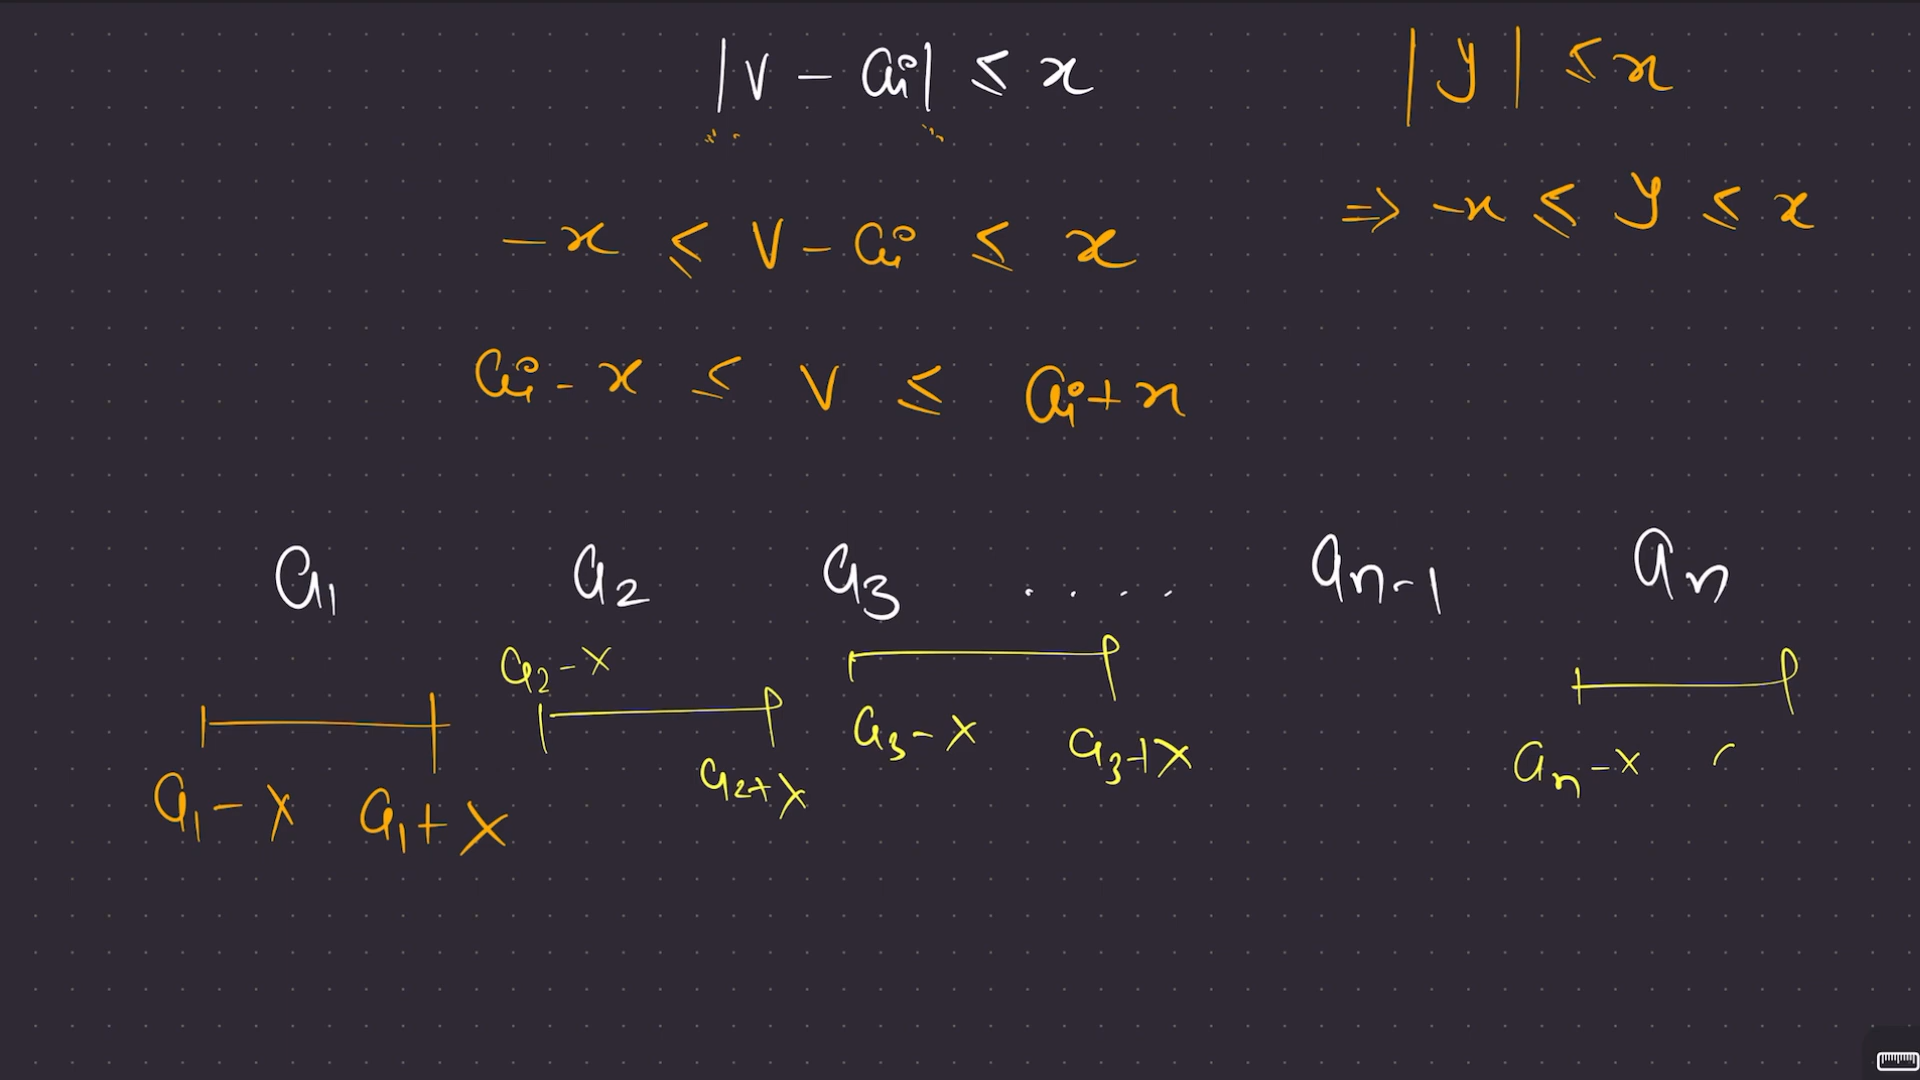 |v - ai| ≤ x
|y| ≤ x
⇒ -x ≤ y ≤ x
-x ≤ v - ai ≤ x
ai - x ≤ v ≤ ai + x
a1 a2 a3 ..... an-1 an
a2 - x
a2 + x
a3 - x a3 + x
an - x
a1 - x a1 + x